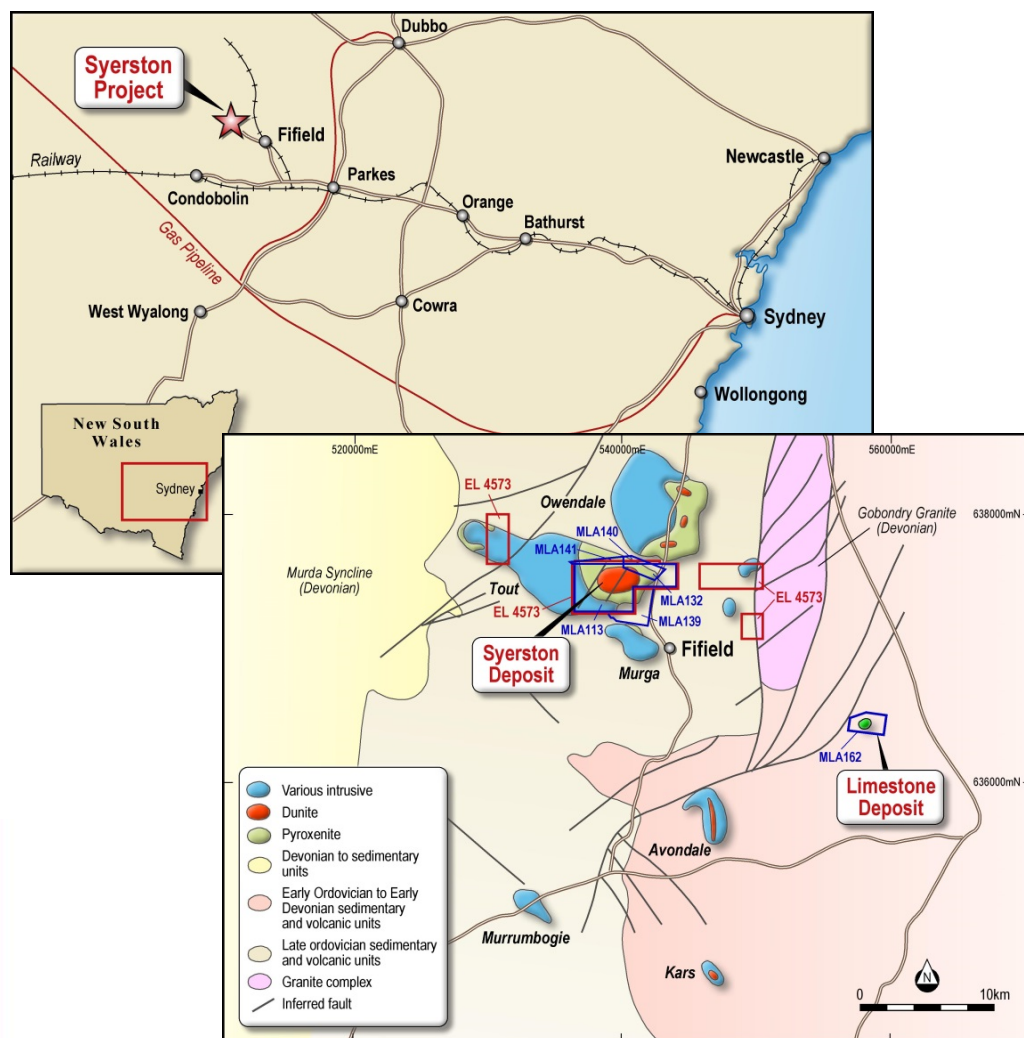 Dubbo
Syerston
Project
Fifield
Newcastle
Railway
Parkes
Condobolin
Orange
Bathurst
Gas Pipeline
West Wyalong
Cowra
Sydney
Wollongong
New South
Wales
Sydney
520000mE
540000mE
560000mE
EL 4573
Owendale
638000mN
Gobondry Granite
(Devonian)
MLA140
MLA141
Murda Syncline
(Devonian)
Tout
EL 4573
MLA132
EL 4573
MLA113
MLA139
Syerston
Deposit
Fifield
Murga
MLA162
Limestone
Deposit
636000mN
Various intrusive
Dunite
Pyroxenite
Devonian to sedimentary
units
Early Ordovician to Early
Devonian sedimentary
and volcanic units
Late ordovician sedimentary
and volcanic units
Granite complex
Inferred fault
Avondale
Murrumbogie
Kars
N
0 10km